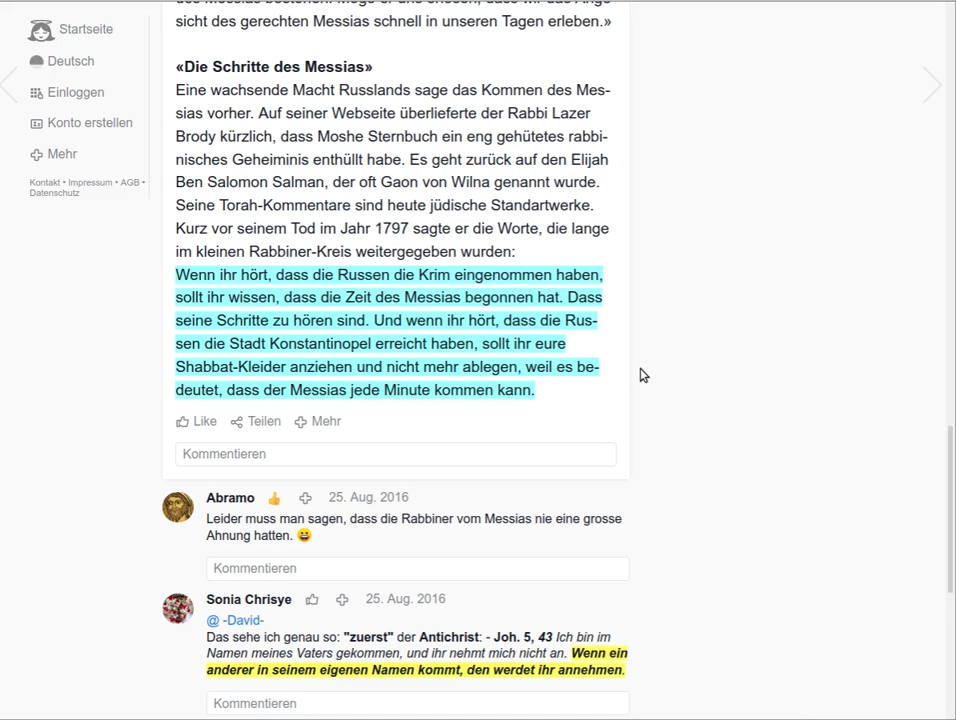 des Messias bestehen. Möge er uns erlösen, dass wir das Ange-
sicht des gerechten Messias schnell in unseren Tagen erleben.»
Startseite
Deutsch
Einloggen
Konto erstellen
Mehr
Kontakt • Impressum • AGB •
Datenschutz
«Die Schritte des Messias»
Eine wachsende Macht Russlands sage das Kommen des Mes-
sias vorher. Auf seiner Webseite überlieferte der Rabbi Lazer
Brody kürzlich, dass Moshe Sternbuch ein eng gehütetes rabbi-
nisches Geheiminis enthüllt habe. Es geht zurück auf den Elijah
Ben Salomon Salman, der oft Gaon von Wilna genannt wurde.
Seine Torah-Kommentare sind heute jüdische Standartwerke.
Kurz vor seinem Tod im Jahr 1797 sagte er die Worte, die lange
im kleinen Rabbiner-Kreis weitergegeben wurden:
Wenn ihr hört, dass die Russen die Krim eingenommen haben,
sollt ihr wissen, dass die Zeit des Messias begonnen hat. Dass
seine Schritte zu hören sind. Und wenn ihr hört, dass die Rus-
sen die Stadt Konstantinopel erreicht haben, sollt ihr eure
Shabbat-Kleider anziehen und nicht mehr ablegen, weil es be-
deutet, dass der Messias jede Minute kommen kann.
Like Teilen Mehr
Kommentieren
Abramo 25. Aug. 2016
Leider muss man sagen, dass die Rabbiner vom Messias nie eine grosse
Ahnung hatten. 😀
Kommentieren
Sonia Chrisye 25. Aug. 2016
@ -David-
Das sehe ich genau so: "zuerst" der Antichrist: - Joh. 5, 43 Ich bin im
Namen meines Vaters gekommen, und ihr nehmt mich nicht an. Wenn ein
anderer in seinem eigenen Namen kommt, den werdet ihr annehmen.
Kommentieren